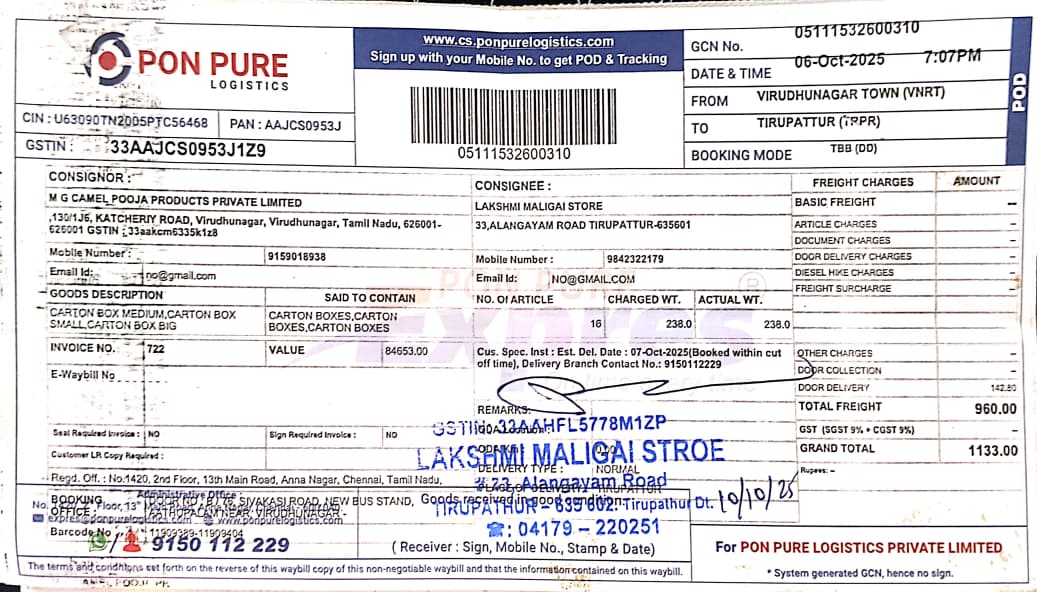 PON PURE
LOGISTICS
CIN : U63090TN2005PTC56468 PAN : AAJCS0953J
GSTIN : 33AAJCS0953J1Z9
www.cs.ponpurelogistics.com
Sign up with your Mobile No. to get POD & Tracking
05111532600310
GCN No. 05111532600310
DATE & TIME 06-Oct-2025 7:07PM
FROM VIRUDHUNAGAR TOWN (VNRT)
TO TIRUPATTUR (TRPR)
BOOKING MODE TBB (DD)
POD
CONSIGNOR :
M G CAMEL POOJA PRODUCTS PRIVATE LIMITED
,130/1J6, KATCHERIY ROAD, Virudhunagar, Virudhunagar, Tamil Nadu, 626001-
626001 GSTIN : 33aakcm6335k1z8
Mobile Number : 9159018938
Email Id: no@gmail.com
CONSIGNEE :
LAKSHMI MALIGAI STORE
33,ALANGAYAM ROAD TIRUPATTUR-635601
Mobile Number : 9842322179
Email Id: NO@GMAIL.COM
GOODS DESCRIPTION SAID TO CONTAIN NO. Of ARTICLE CHARGED WT. ACTUAL WT.
CARTON BOX MEDIUM,CARTON BOX
SMALL,CARTON BOX BIG
CARTON BOXES,CARTON
BOXES,CARTON BOXES
16 238.0 238.0
INVOICE NO. 722 VALUE 84653.00
Cus. Spec. Inst : Est. Del. Date : 07-Oct-2025(Booked within cut
off time), Delivery Branch Contact No.: 9150112229
E-Waybill No
REMARKS:
Seal Required Invoice : NO Sign Required Invoice : NO
Customer LR Copy Required :
DELIVERY TYPE : NORMAL
FREIGHT CHARGES AMOUNT
BASIC FREIGHT –
ARTICLE CHARGES –
DOCUMENT CHARGES –
DOOR DELIVERY CHARGES –
DIESEL HIKE CHARGES –
FREIGHT SURCHARGE –
OTHER CHARGES –
DOOR COLLECTION –
DOOR DELIVERY 142.80
TOTAL FREIGHT 960.00
GST (SGST 9% + CGST 9%) –
GRAND TOTAL 1133.00
Rupees: –
GSTIN:33AAHFL5778M1ZP
LAKSHMI MALIGAI STROE
Alangayam Road
TIRUPATHUR – 635 602. Tirupathur Dt.
☎: 04179 – 220251
10/10/25
Regd. Off. : No.1420, 2nd Floor, 13th Main Road, Anna Nagar, Chennai, Tamil Nadu,
Administrative Office :
BOOKING
OFFICE :
SIVAKASI ROAD, NEW BUS STAND,
NEAR, VIRUDHUNAGAR -
www.ponpurelogistics.com
Barcode No 11909389-11909404
9150 112 229
Goods received in good condition
( Receiver : Sign, Mobile No., Stamp & Date)
For PON PURE LOGISTICS PRIVATE LIMITED
* System generated GCN, hence no sign.
The terms and conditions set forth on the reverse of this waybill copy of this non-negotiable waybill and that the information contained on this waybill.